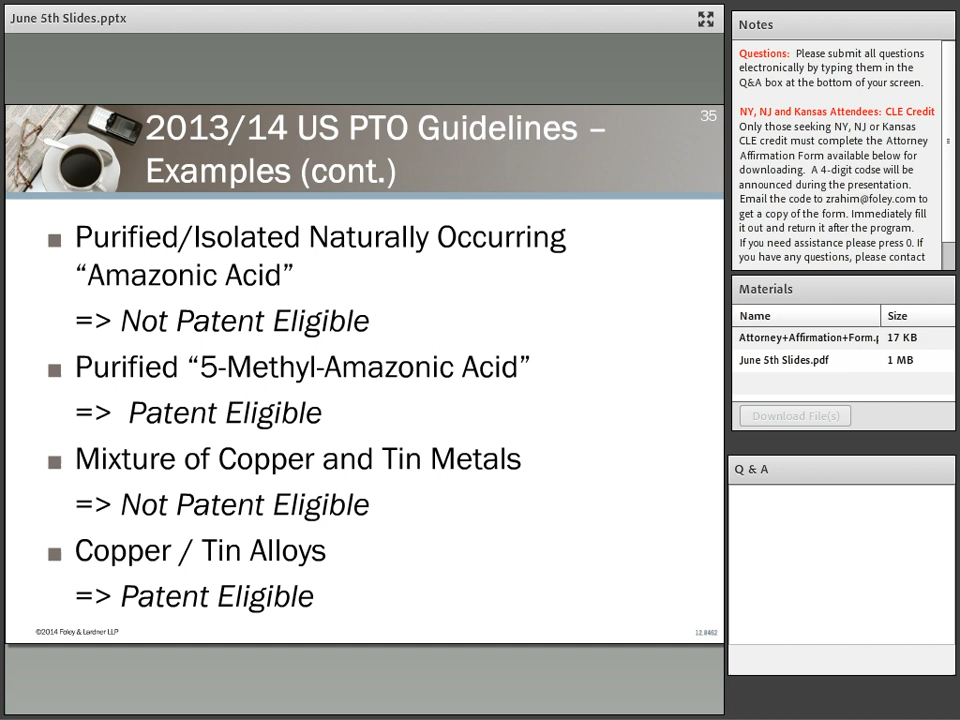 June 5th Slides.pptx
35
2013/14 US PTO Guidelines –
Examples (cont.)
■ Purified/Isolated Naturally Occurring
“Amazonic Acid”
=> Not Patent Eligible
■ Purified “5-Methyl-Amazonic Acid”
=> Patent Eligible
■ Mixture of Copper and Tin Metals
=> Not Patent Eligible
■ Copper / Tin Alloys
=> Patent Eligible
©2014 Foley & Lardner LLP
12.8462
Notes
Questions: Please submit all questions
electronically by typing them in the
Q&A box at the bottom of your screen.
NY, NJ and Kansas Attendees: CLE Credit
Only those seeking NY, NJ or Kansas
CLE credit must complete the Attorney
Affirmation Form available below for
downloading. A 4-digit codse will be
announced during the presentation.
Email the code to zrahim@foley.com to
get a copy of the form. Immediately fill
it out and return it after the program.
If you need assistance please press 0. If
you have any questions, please contact
Materials
Name Size
Attorney+Affirmation+Form.p 17 KB
June 5th Slides.pdf 1 MB
Download File(s)
Q & A